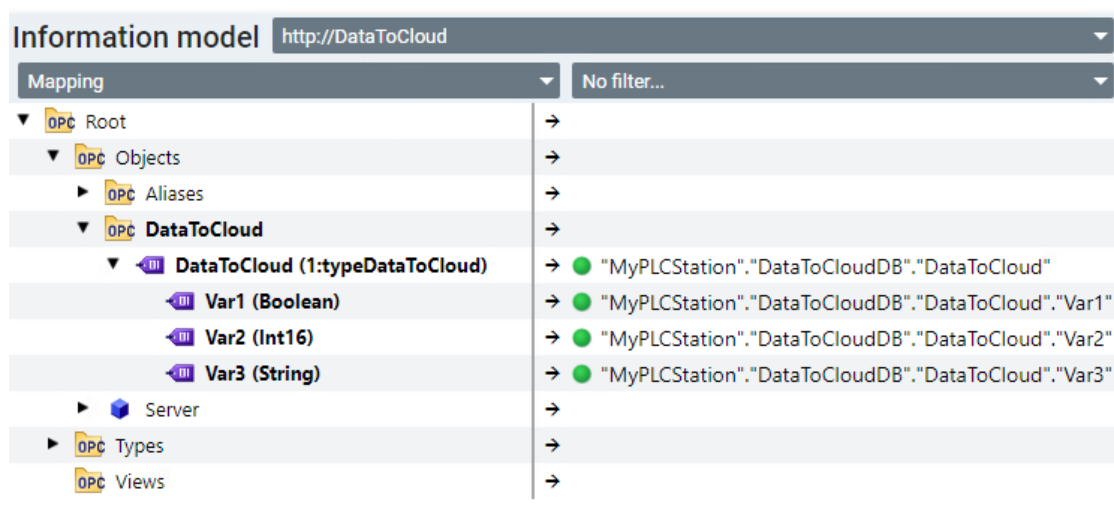 Information model http://DataToCloud
Mapping No filter...
OPC Root
OPC Objects
OPC Aliases
OPC DataToCloud
DataToCloud (1:typeDataToCloud) "MyPLCStation"."DataToCloudDB"."DataToCloud"
Var1 (Boolean) "MyPLCStation"."DataToCloudDB"."DataToCloud"."Var1"
Var2 (Int16) "MyPLCStation"."DataToCloudDB"."DataToCloud"."Var2"
Var3 (String) "MyPLCStation"."DataToCloudDB"."DataToCloud"."Var3"
Server
OPC Types
OPC Views